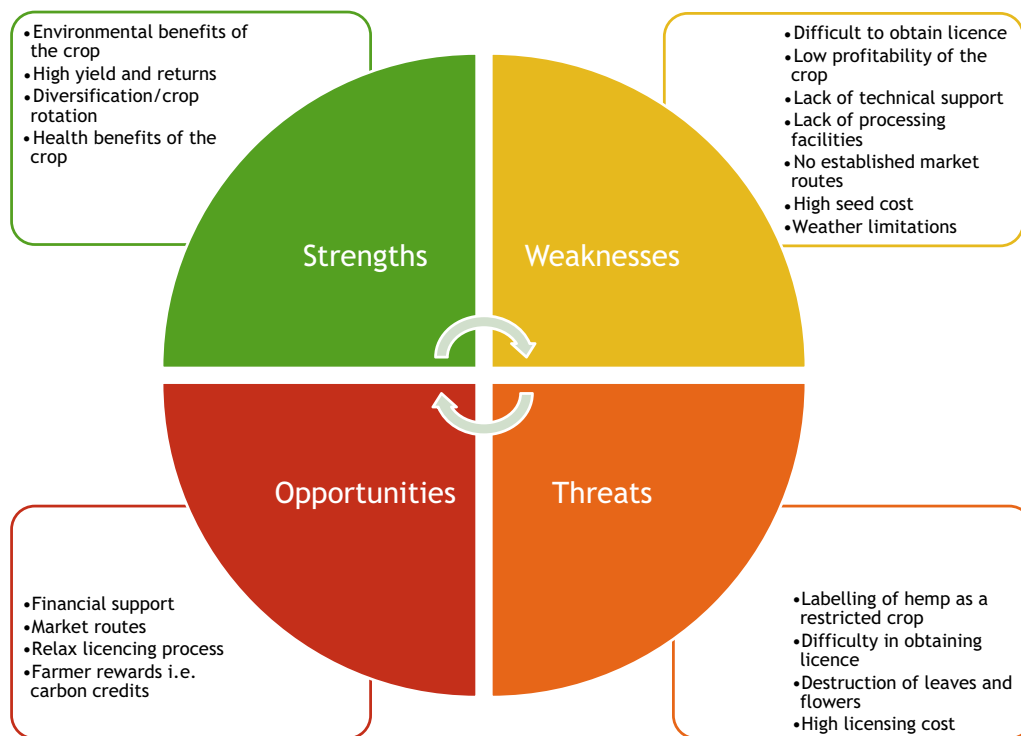 •Environmental benefits of
the crop
•High yield and returns
•Diversification/crop
rotation
•Health benefits of the
crop
•Difficult to obtain licence
•Low profitability of the
crop
•Lack of technical support
•Lack of processing
facilities
•No established market
routes
•High seed cost
•Weather limitations
Strengths
Weaknesses
Opportunities
Threats
•Financial support
•Market routes
•Relax licencing process
•Farmer rewards i.e.
carbon credits
•Labelling of hemp as a
restricted crop
•Difficulty in obtaining
licence
•Destruction of leaves and
flowers
•High licensing cost